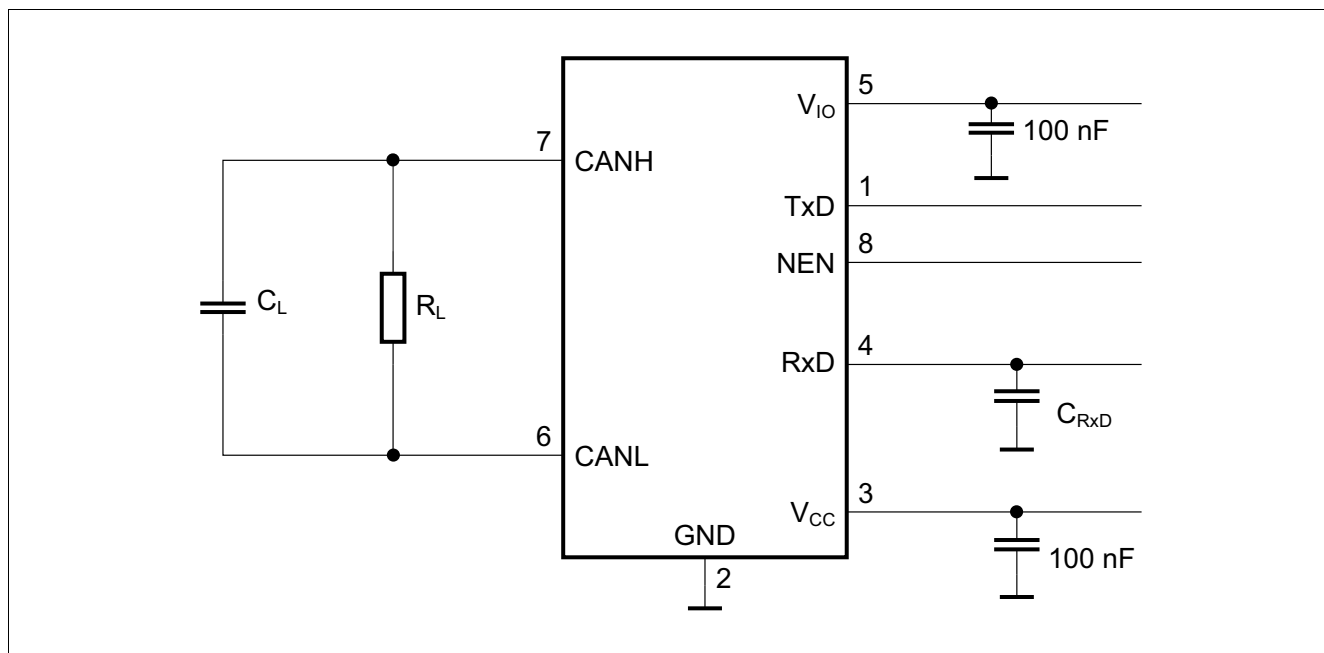 5
V_IO
100 nF
7
CANH
1
TxD
8
NEN
C_L
R_L
4
RxD
C_RxD
6
CANL
3
V_CC
GND
100 nF
2